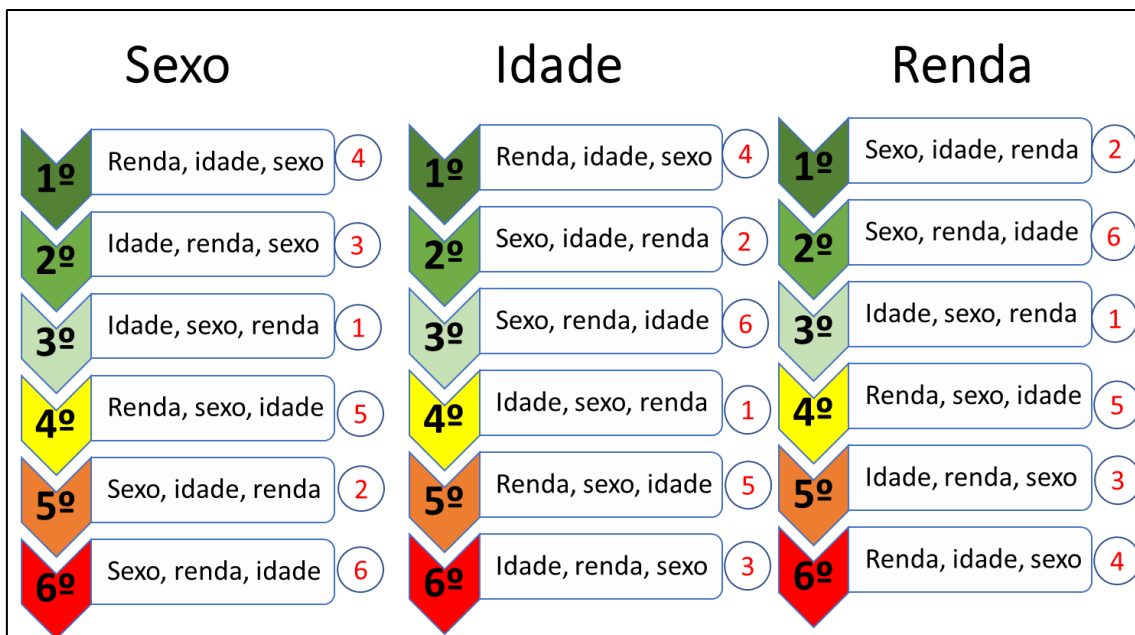 Sexo
1º Renda, idade, sexo 4
2º Idade, renda, sexo 3
3º Idade, sexo, renda 1
4º Renda, sexo, idade 5
5º Sexo, idade, renda 2
6º Sexo, renda, idade 6
Idade
1º Renda, idade, sexo 4
2º Sexo, idade, renda 2
3º Sexo, renda, idade 6
4º Idade, sexo, renda 1
5º Renda, sexo, idade 5
6º Idade, renda, sexo 3
Renda
1º Sexo, idade, renda 2
2º Sexo, renda, idade 6
3º Idade, sexo, renda 1
4º Renda, sexo, idade 5
5º Idade, renda, sexo 3
6º Renda, idade, sexo 4